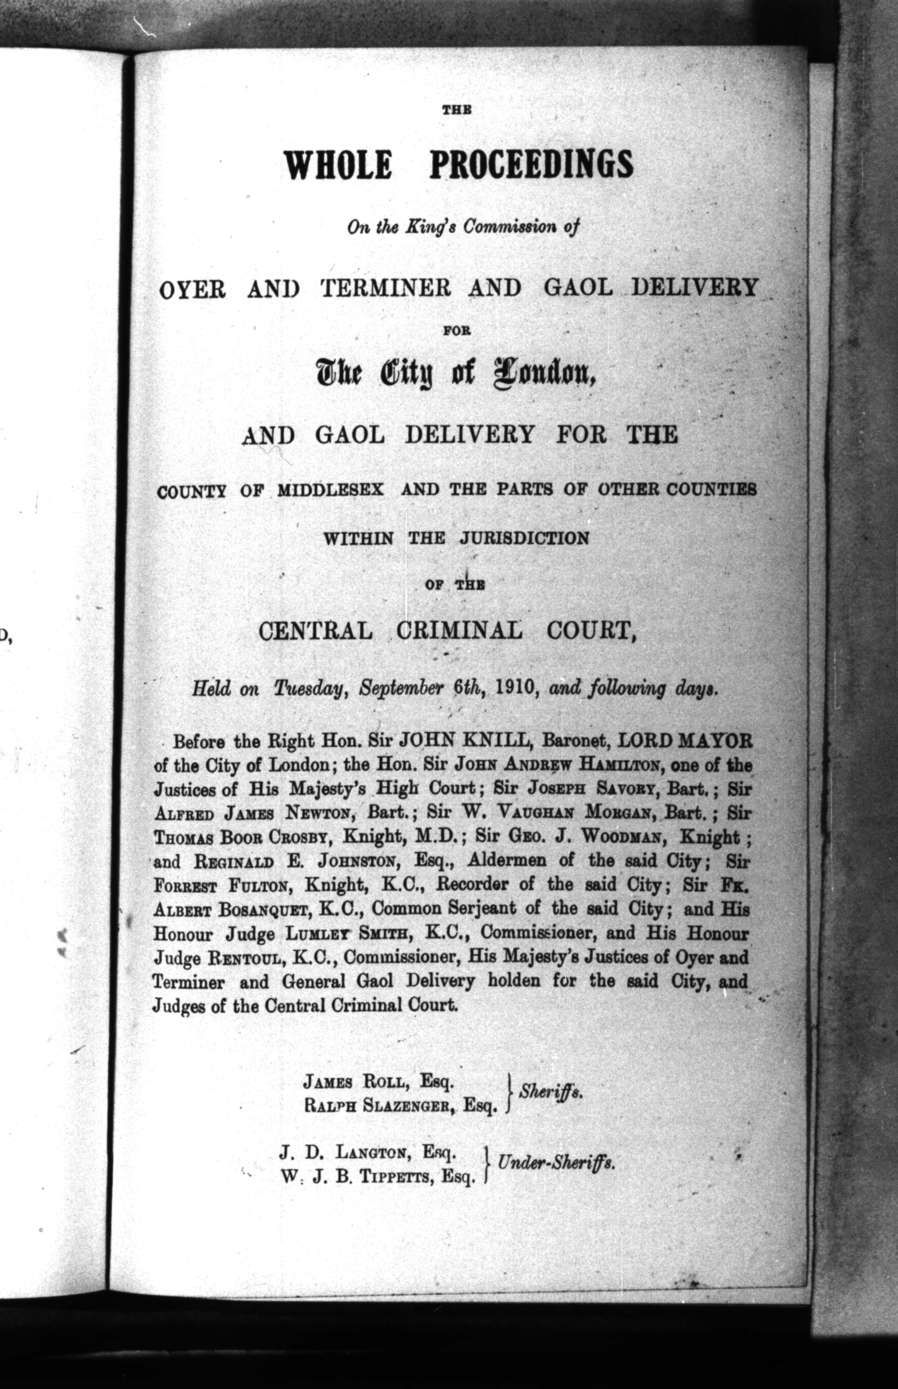 THE
WHOLE PROCEEDINGS
On the King's Commission of
OYER AND TERMINER AND GAOL DELIVERY
FOR
The City of London,
AND GAOL DELIVERY FOR THE
COUNTY OF MIDDLESEX AND THE PARTS OF OTHER COUNTIES
WITHIN THE JURISDICTION
OF THE
D,
CENTRAL CRIMINAL COURT,
Held on Tuesday, September 6th, 1910, and following days.
Before the Right Hon. Sir JOHN KNILL, Baronet, LORD MAYOR
of the City of London; the Hon. Sir JOHN ANDREW HAMILTON, one of the
Justices of His Majesty's High Court; Sir JOSEPH SAVORY, Bart.; Sir
ALFRED JAMES NEWTON, Bart.; Sir W. VAUGHAN MORGAN, Bart.; Sir
THOMAS BOOR CROSBY, Knight, M.D.; Sir GEO. J. WOODMAN, Knight;
and REGINALD E. JOHNSTON, Esq., Aldermen of the said City; Sir
FORREST FULTON, Knight, K.C., Recorder of the said City; Sir FK.
ALBERT BOSANQUET, K.C., Common Serjeant of the said City; and His
Honour Judge LUMLEY SMITH, K.C., Commissioner, and His Honour
Judge RENTOUL, K.C., Commissioner, His Majesty's Justices of Oyer and
Terminer and General Gaol Delivery holden for the said City, and
Judges of the Central Criminal Court.
JAMES ROLL, Esq.
RALPH SLAZENGER, Esq. } Sheriffs.
J. D. LANGTON, Esq.
W. J. B. TIPPETTS, Esq. } Under-Sheriffs.